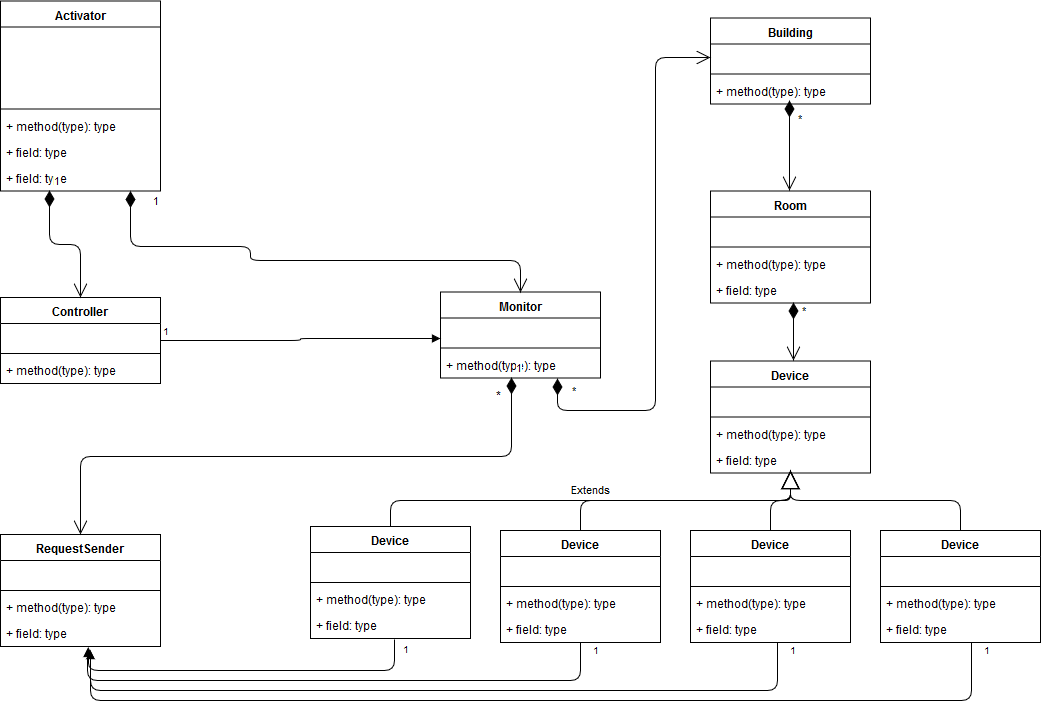 Activator
+ method(type): type
+ field: type
+ field: ty1e
1
Building
+ method(type): type
*
Room
+ method(type): type
+ field: type
*
Controller
+ method(type): type
1
Monitor
+ method(typ1): type
*
*
Device
+ method(type): type
+ field: type
Extends
RequestSender
+ method(type): type
+ field: type
Device
+ method(type): type
+ field: type
1
Device
+ method(type): type
+ field: type
1
Device
+ method(type): type
+ field: type
1
Device
+ method(type): type
+ field: type
1